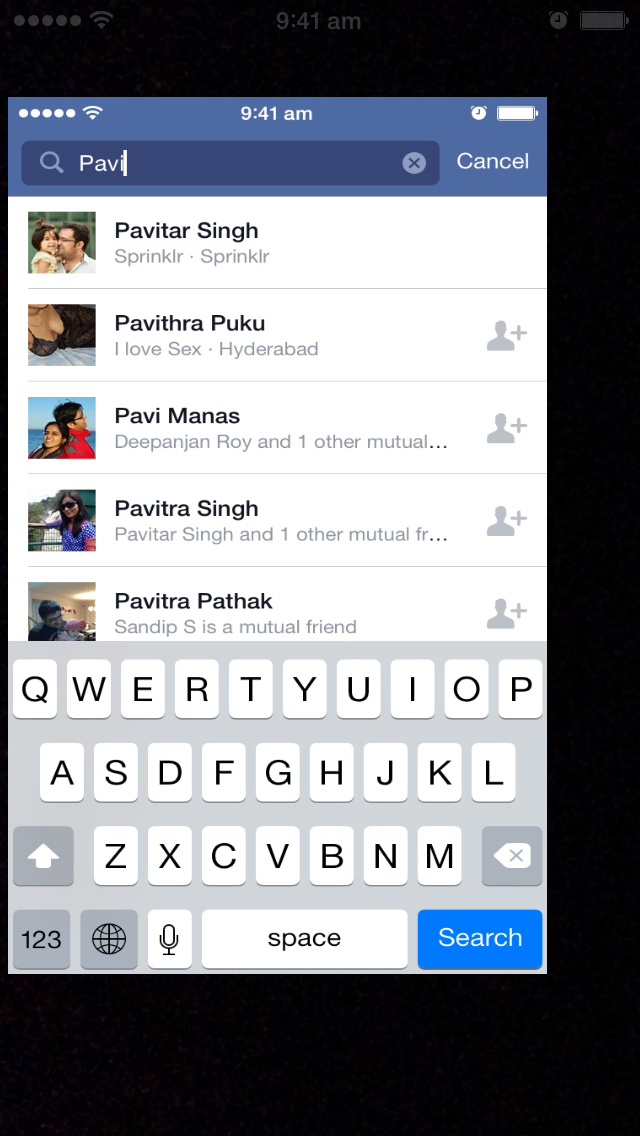 9:41 am
9:41 am
Pavi
Cancel
Pavitar Singh
Sprinklr · Sprinklr
Pavithra Puku
I love Sex · Hyderabad
Pavi Manas
Deepanjan Roy and 1 other mutual...
Pavitra Singh
Pavitar Singh and 1 other mutual fr...
Pavitra Pathak
Sandip S is a mutual friend
Q W E R T Y U I O P
A S D F G H J K L
Z X C V B N M
123 space Search